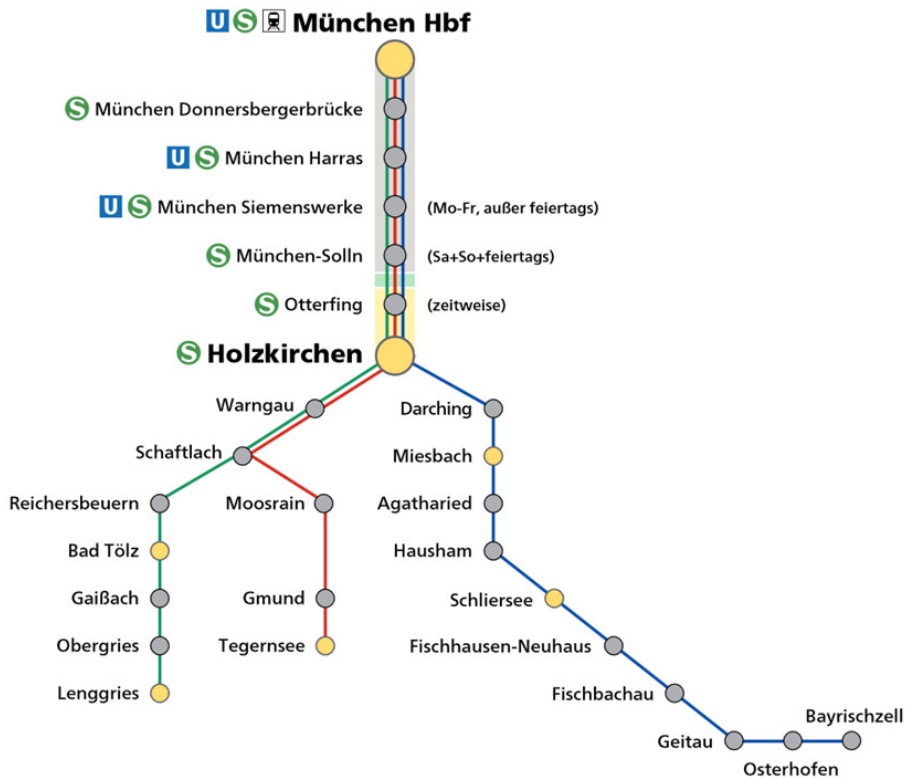 U S München Hbf
S München Donnersbergerbrücke
U S München Harras
U S München Siemenswerke (Mo-Fr, außer feiertags)
S München-Solln (Sa+So+feiertags)
S Otterfing (zeitweise)
S Holzkirchen
Warngau
Darching
Schaftlach
Miesbach
Reichersbeuern
Moosrain
Agatharied
Bad Tölz
Hausham
Gaißach
Gmund
Schliersee
Obergries
Tegernsee
Fischhausen-Neuhaus
Lenggries
Fischbachau
Bayrischzell
Geitau
Osterhofen